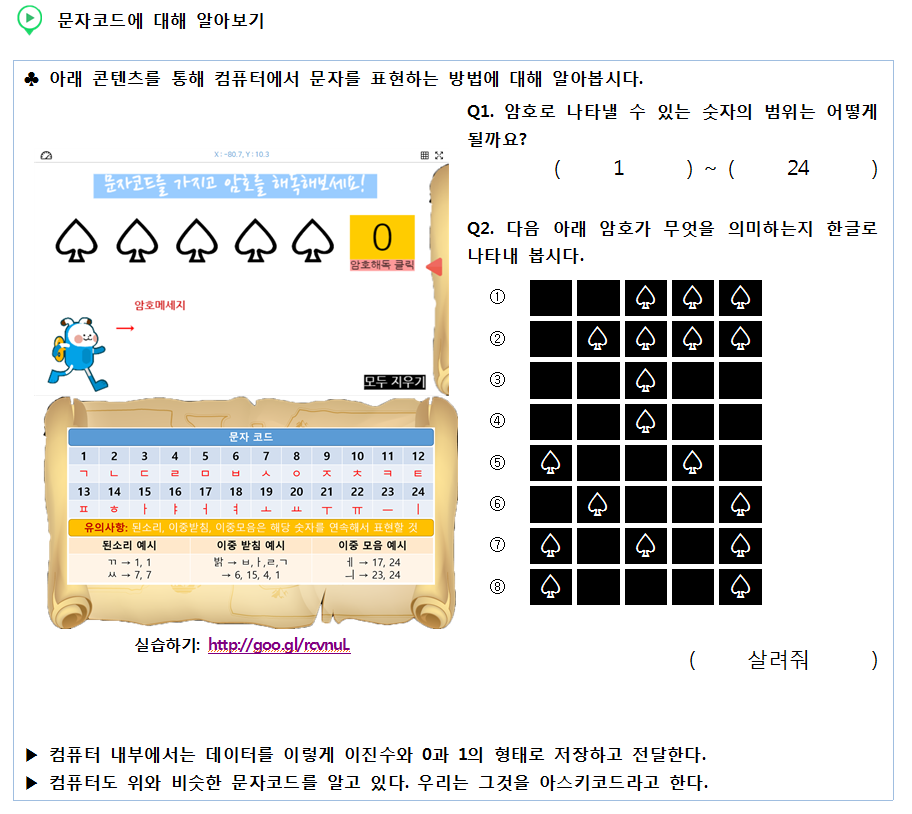 문자코드에 대해 알아보기
♣ 아래 콘텐츠를 통해 컴퓨터에서 문자를 표현하는 방법에 대해 알아봅시다.
X : -80.7, Y : 10.3
문자코드를 가지고 암호를 해독해보세요!
0
암호해독 클릭
암호메세지
모두 지우기
문자 코드
1 2 3 4 5 6 7 8 9 10 11 12
ㄱ ㄴ ㄷ ㄹ ㅁ ㅂ ㅅ ㅇ ㅈ ㅊ ㅋ ㅌ
13 14 15 16 17 18 19 20 21 22 23 24
ㅍ ㅎ ㅏ ㅑ ㅓ ㅕ ㅗ ㅛ ㅜ ㅠ ㅡ ㅣ
유의사항: 된소리, 이중받침, 이중모음은 해당 숫자를 연속해서 표현할 것
된소리 예시 이중 받침 예시 이중 모음 예시
ㄲ → 1, 1 밝 → ㅂ,ㅏ,ㄹ,ㄱ ㅔ → 17, 24
ㅆ → 7, 7 → 6, 15, 4, 1 ㅢ → 23, 24
실습하기: http://goo.gl/rcvnuL
Q1. 암호로 나타낼 수 있는 숫자의 범위는 어떻게
될까요?
( 1 ) ~ ( 24 )
Q2. 다음 아래 암호가 무엇을 의미하는지 한글로
나타내 봅시다.
①
②
③
④
⑤
⑥
⑦
⑧
( 살려줘 )
▶ 컴퓨터 내부에서는 데이터를 이렇게 이진수와 0과 1의 형태로 저장하고 전달한다.
▶ 컴퓨터도 위와 비슷한 문자코드를 알고 있다. 우리는 그것을 아스키코드라고 한다.